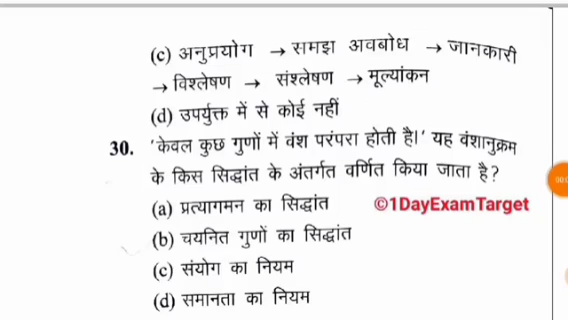 (c) अनुप्रयोग → समझ अवबोध → जानकारी
→ विश्लेषण → संश्लेषण → मूल्यांकन
(d) उपर्युक्त में से कोई नहीं
30. 'केवल कुछ गुणों में वंश परंपरा होती है।' यह वंशानुक्रम
के किस सिद्धांत के अंतर्गत वर्णित किया जाता है?
(a) प्रत्यागमन का सिद्धांत ©1DayExamTarget
(b) चयनित गुणों का सिद्धांत
(c) संयोग का नियम
(d) समानता का नियम